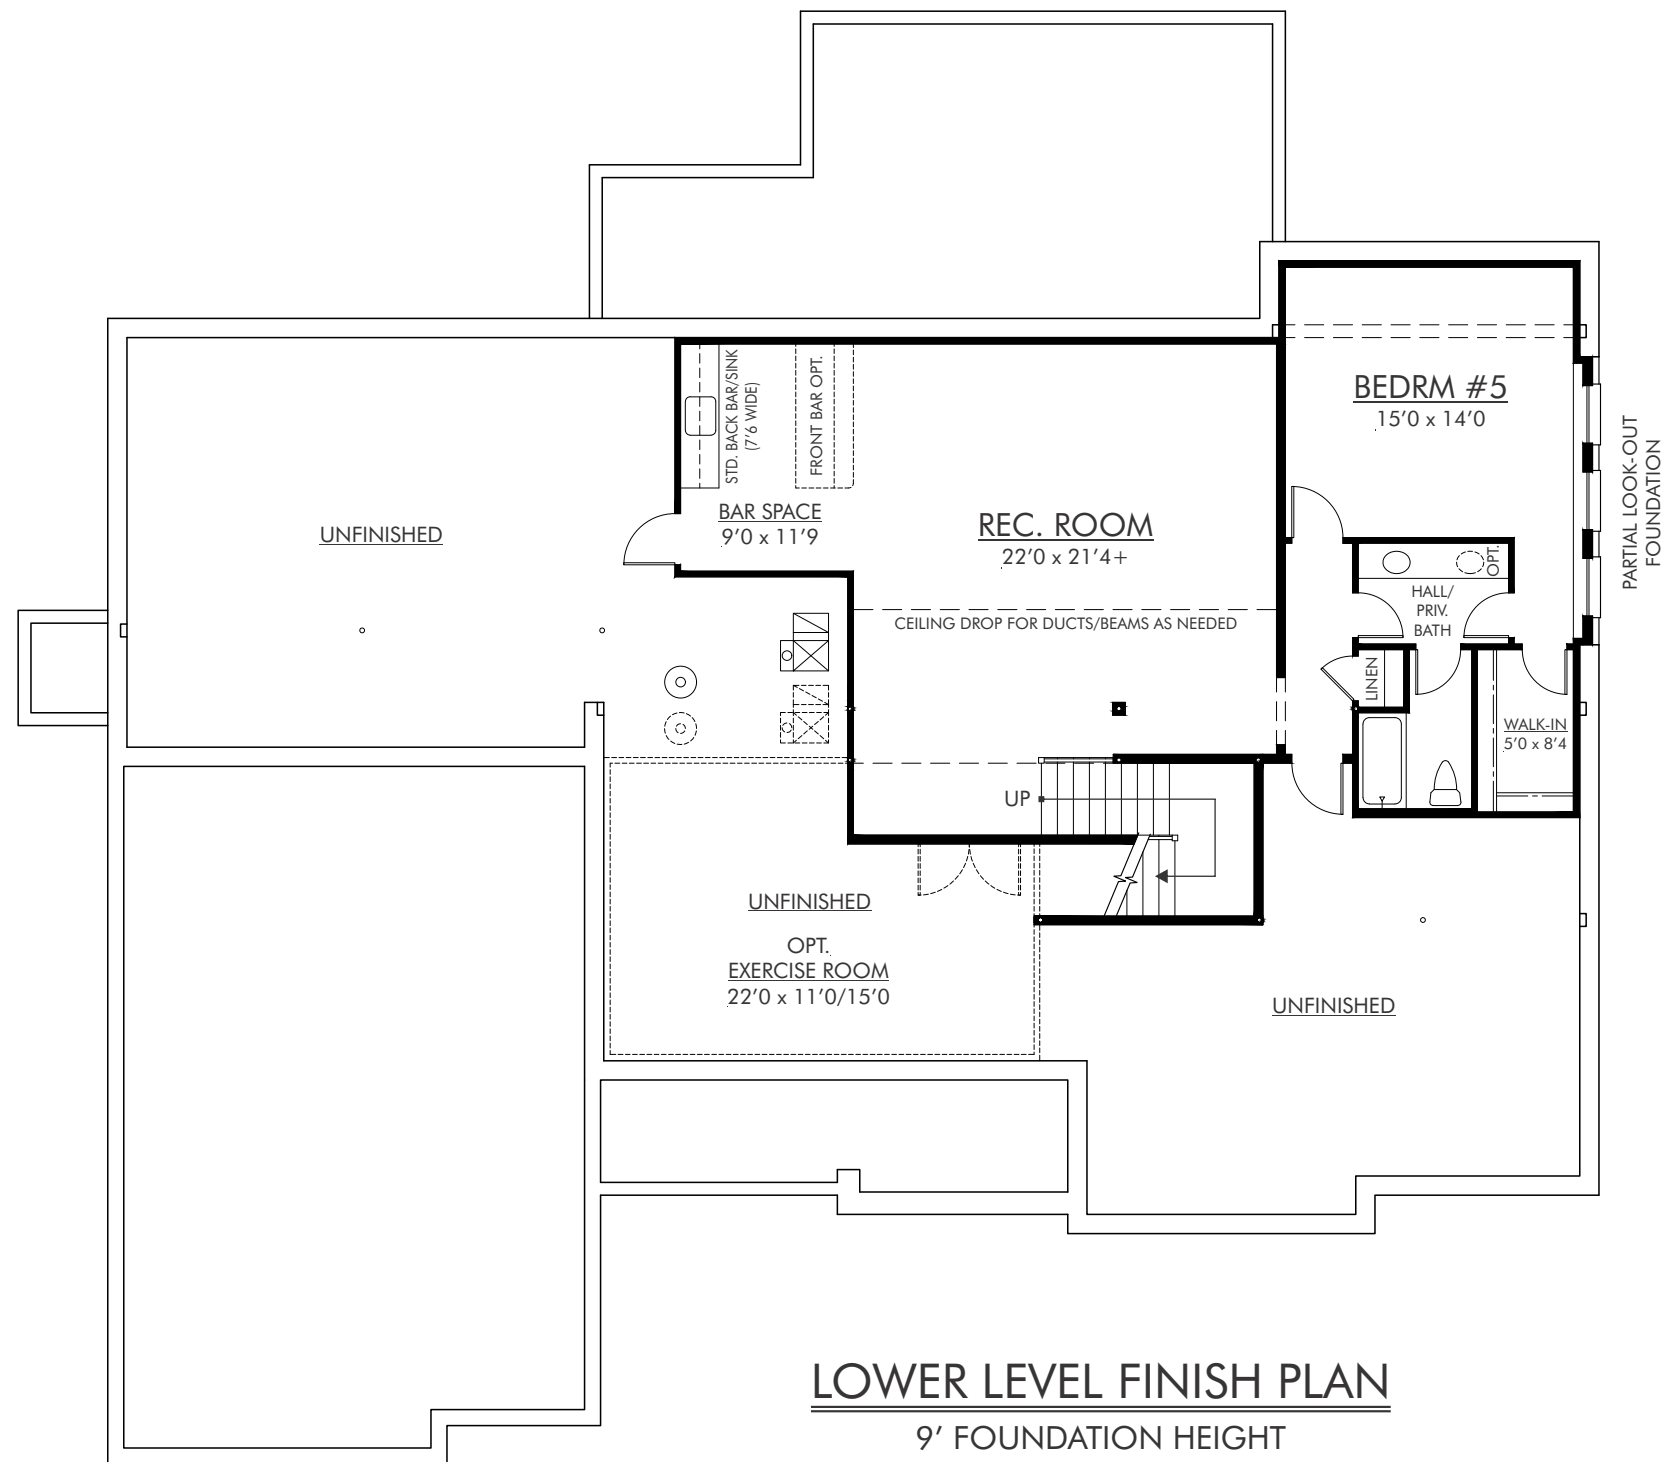 BEDRM #5
15'0 x 14'0
PARTIAL LOOK-OUT
FOUNDATION
STD. BACK BAR/SINK
(7'6 WIDE)
FRONT BAR OPT.
BAR SPACE
9'0 x 11'9
UNFINISHED
REC. ROOM
22'0 x 21'4+
OPT.
HALL/
PRIV.
BATH
CEILING DROP FOR DUCTS/BEAMS AS NEEDED
LINEN
WALK-IN
5'0 x 8'4
UP
UNFINISHED
OPT.
EXERCISE ROOM
22'0 x 11'0/15'0
UNFINISHED
LOWER LEVEL FINISH PLAN
9' FOUNDATION HEIGHT